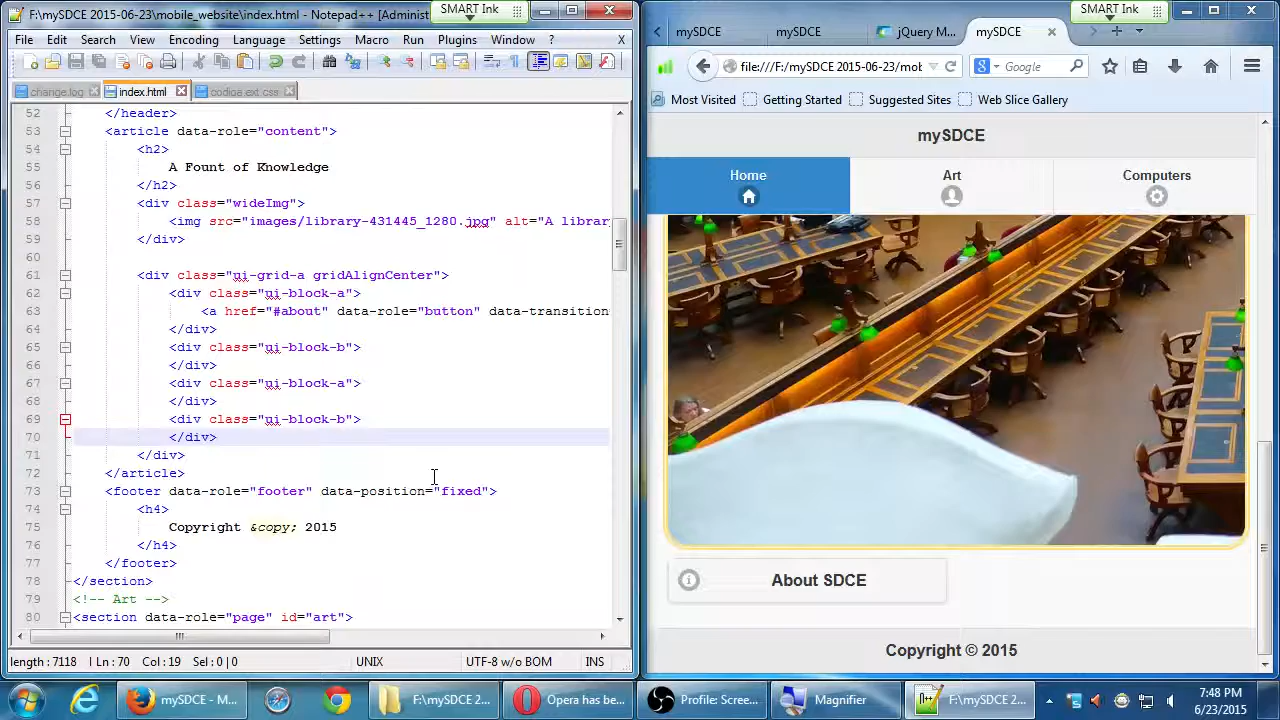 F:\mySDCE 2015-06-23\mobile_website\index.html - Notepad++ [Admini
SMART Ink
File Edit Search View Encoding Language Settings Macro Run Plugins Window ? X
change.log index.html codiqa.ext.css
52 </header>
53 <article data-role="content">
54 <h2>
55 A Fount of Knowledge
56 </h2>
57 <div class="wideImg">
58 <img src="images/library-431445_1280.jpg" alt="A librar
59 </div>
60
61 <div class="ui-grid-a gridAlignCenter">
62 <div class="ui-block-a">
63 <a href="#about" data-role="button" data-transition
64 </div>
65 <div class="ui-block-b">
66 </div>
67 <div class="ui-block-a">
68 </div>
69 <div class="ui-block-b">
70 </div>
71 </div>
72 </article>
73 <footer data-role="footer" data-position="fixed">
74 <h4>
75 Copyright &copy; 2015
76 </h4>
77 </footer>
78 </section>
79 <!-- Art -->
80 <section data-role="page" id="art">
length : 7118 l Ln : 70 Col : 19 Sel : 0 | 0 UNIX UTF-8 w/o BOM INS
SMART Ink
mySDCE mySDCE jQuery M... mySDCE
file:///F:/mySDCE 2015-06-23/mob Google
Most Visited Getting Started Suggested Sites Web Slice Gallery
mySDCE
Home Art Computers
About SDCE
Copyright © 2015
mySDCE - M... F:\mySDCE 2... Opera has be... Profile: Scree... Magnifier F:\mySDCE 2... 7:48 PM
6/23/2015